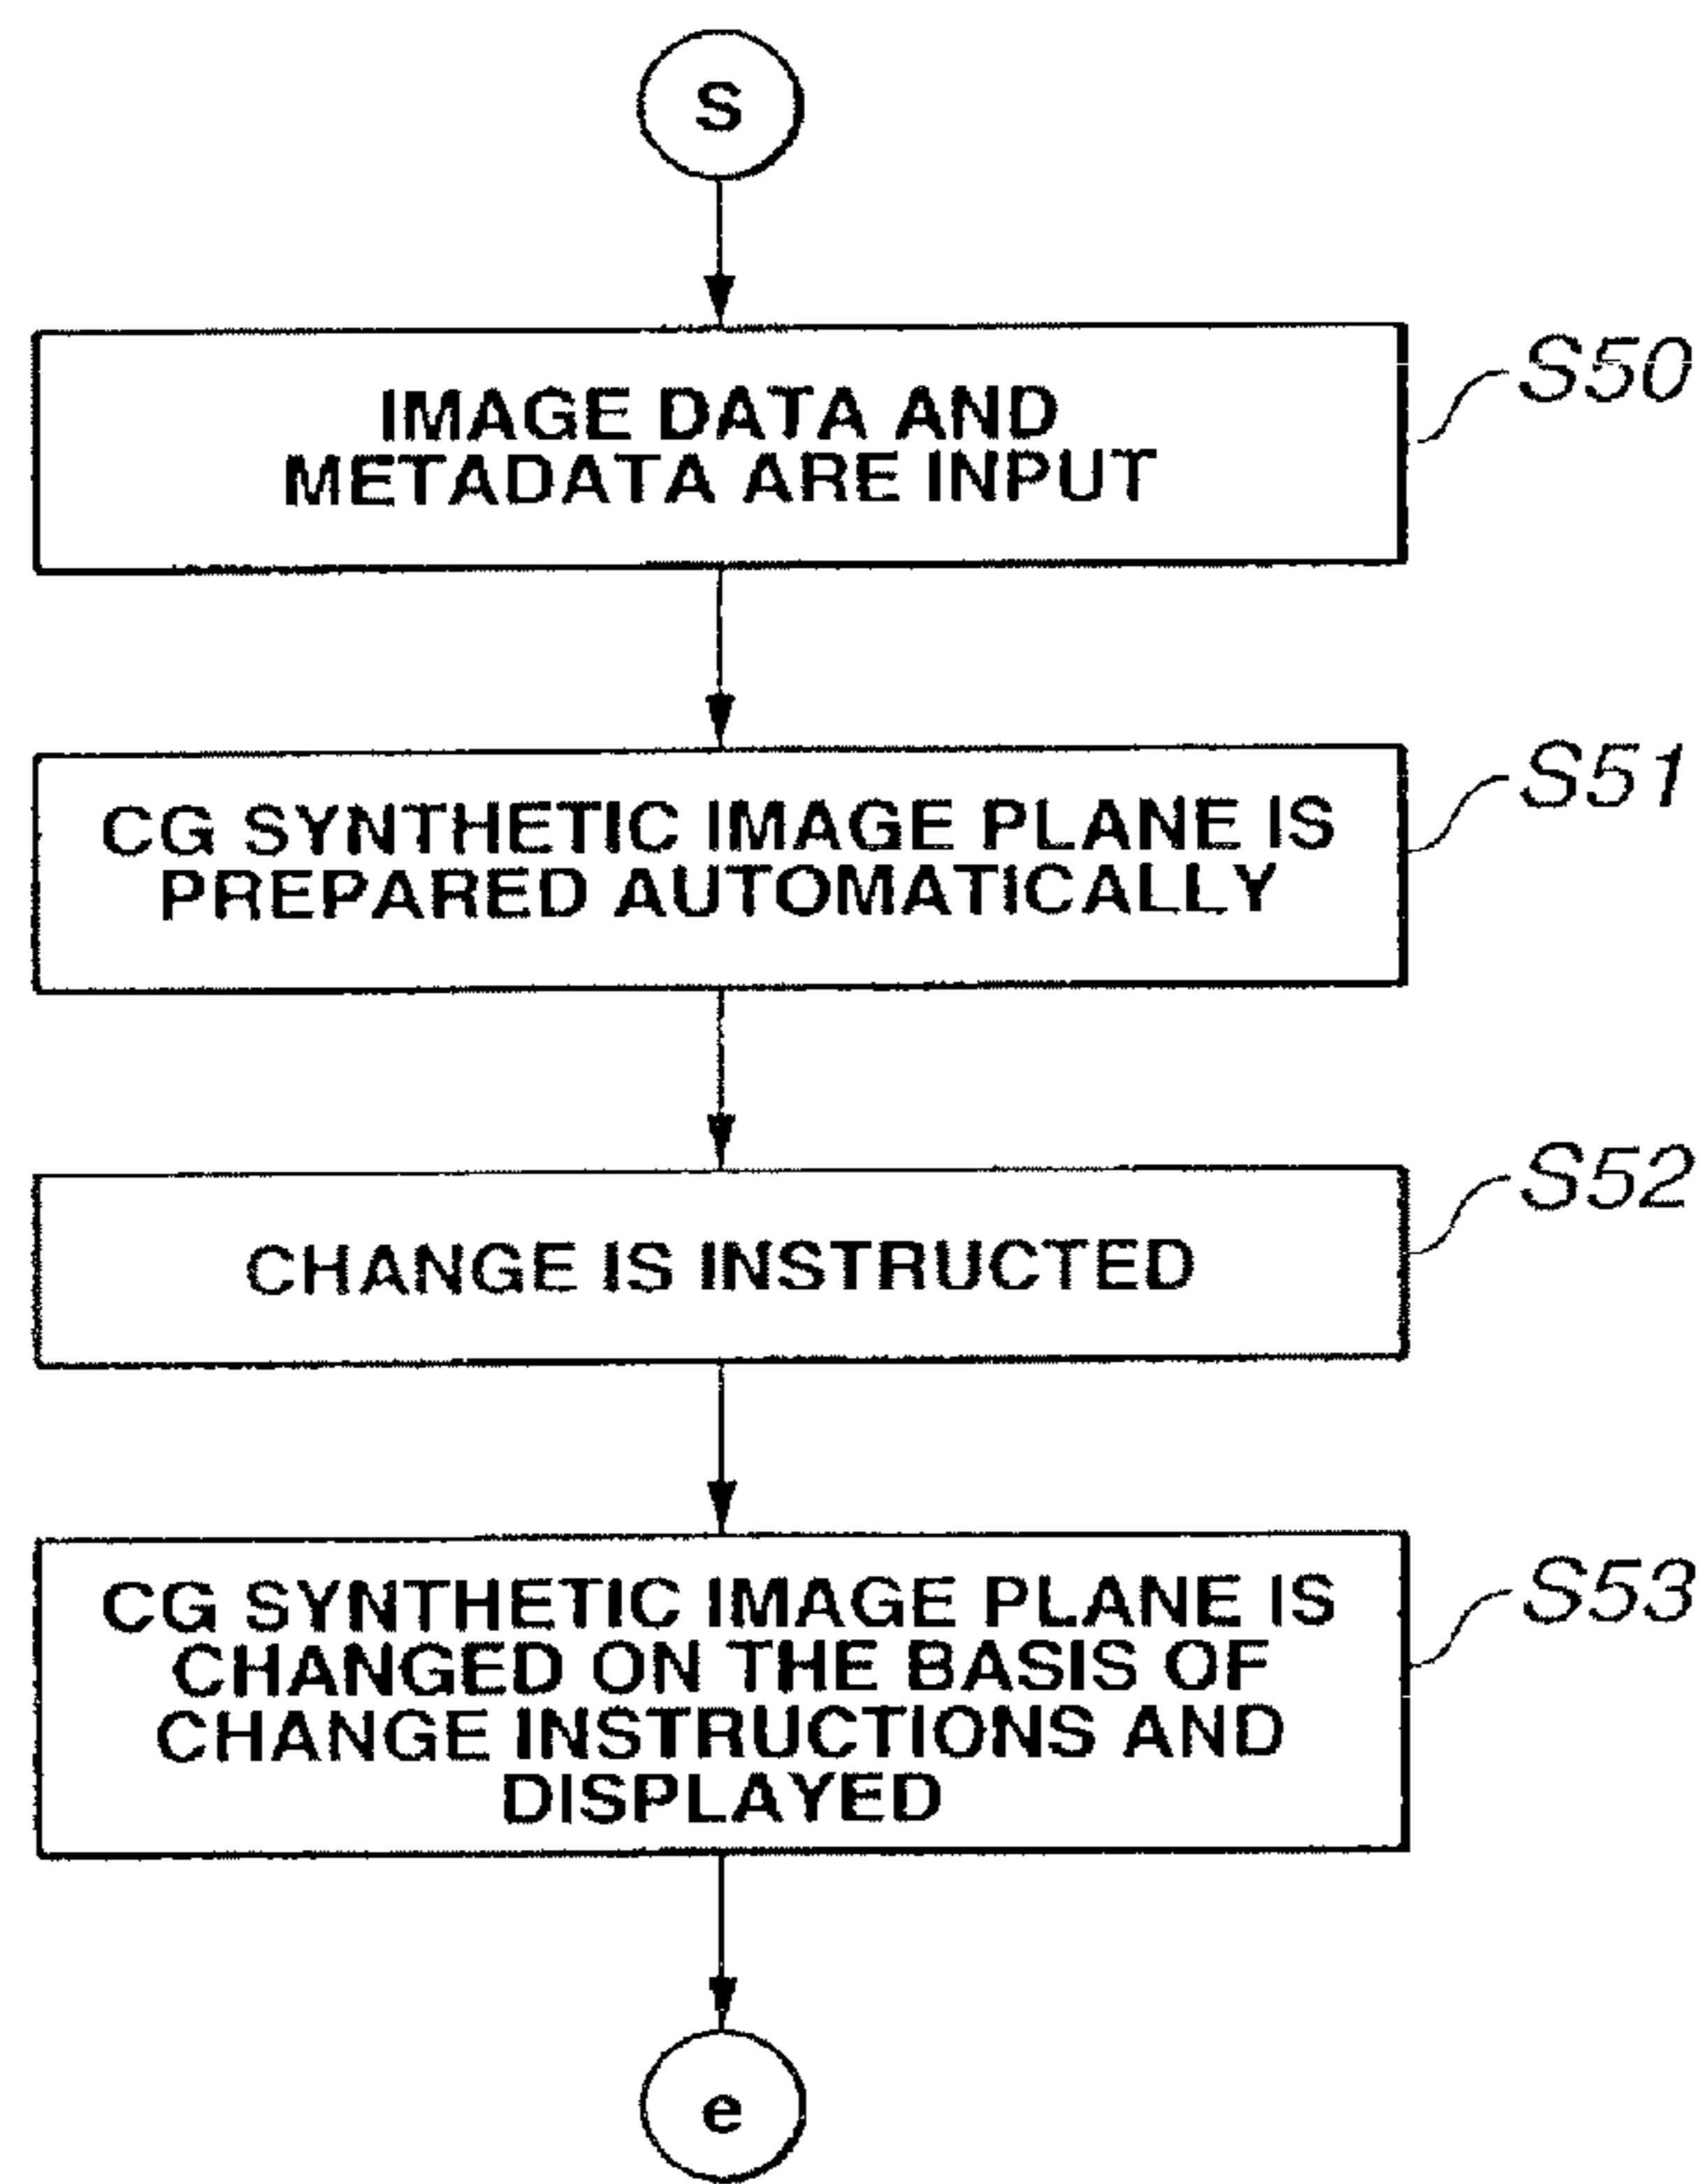 S
IMAGE DATA AND
METADATA ARE INPUT
S50
CG SYNTHETIC IMAGE PLANE IS
PREPARED AUTOMATICALLY
S51
CHANGE IS INSTRUCTED
S52
CG SYNTHETIC IMAGE PLANE IS
CHANGED ON THE BASIS OF
CHANGE INSTRUCTIONS AND
DISPLAYED
S53
e